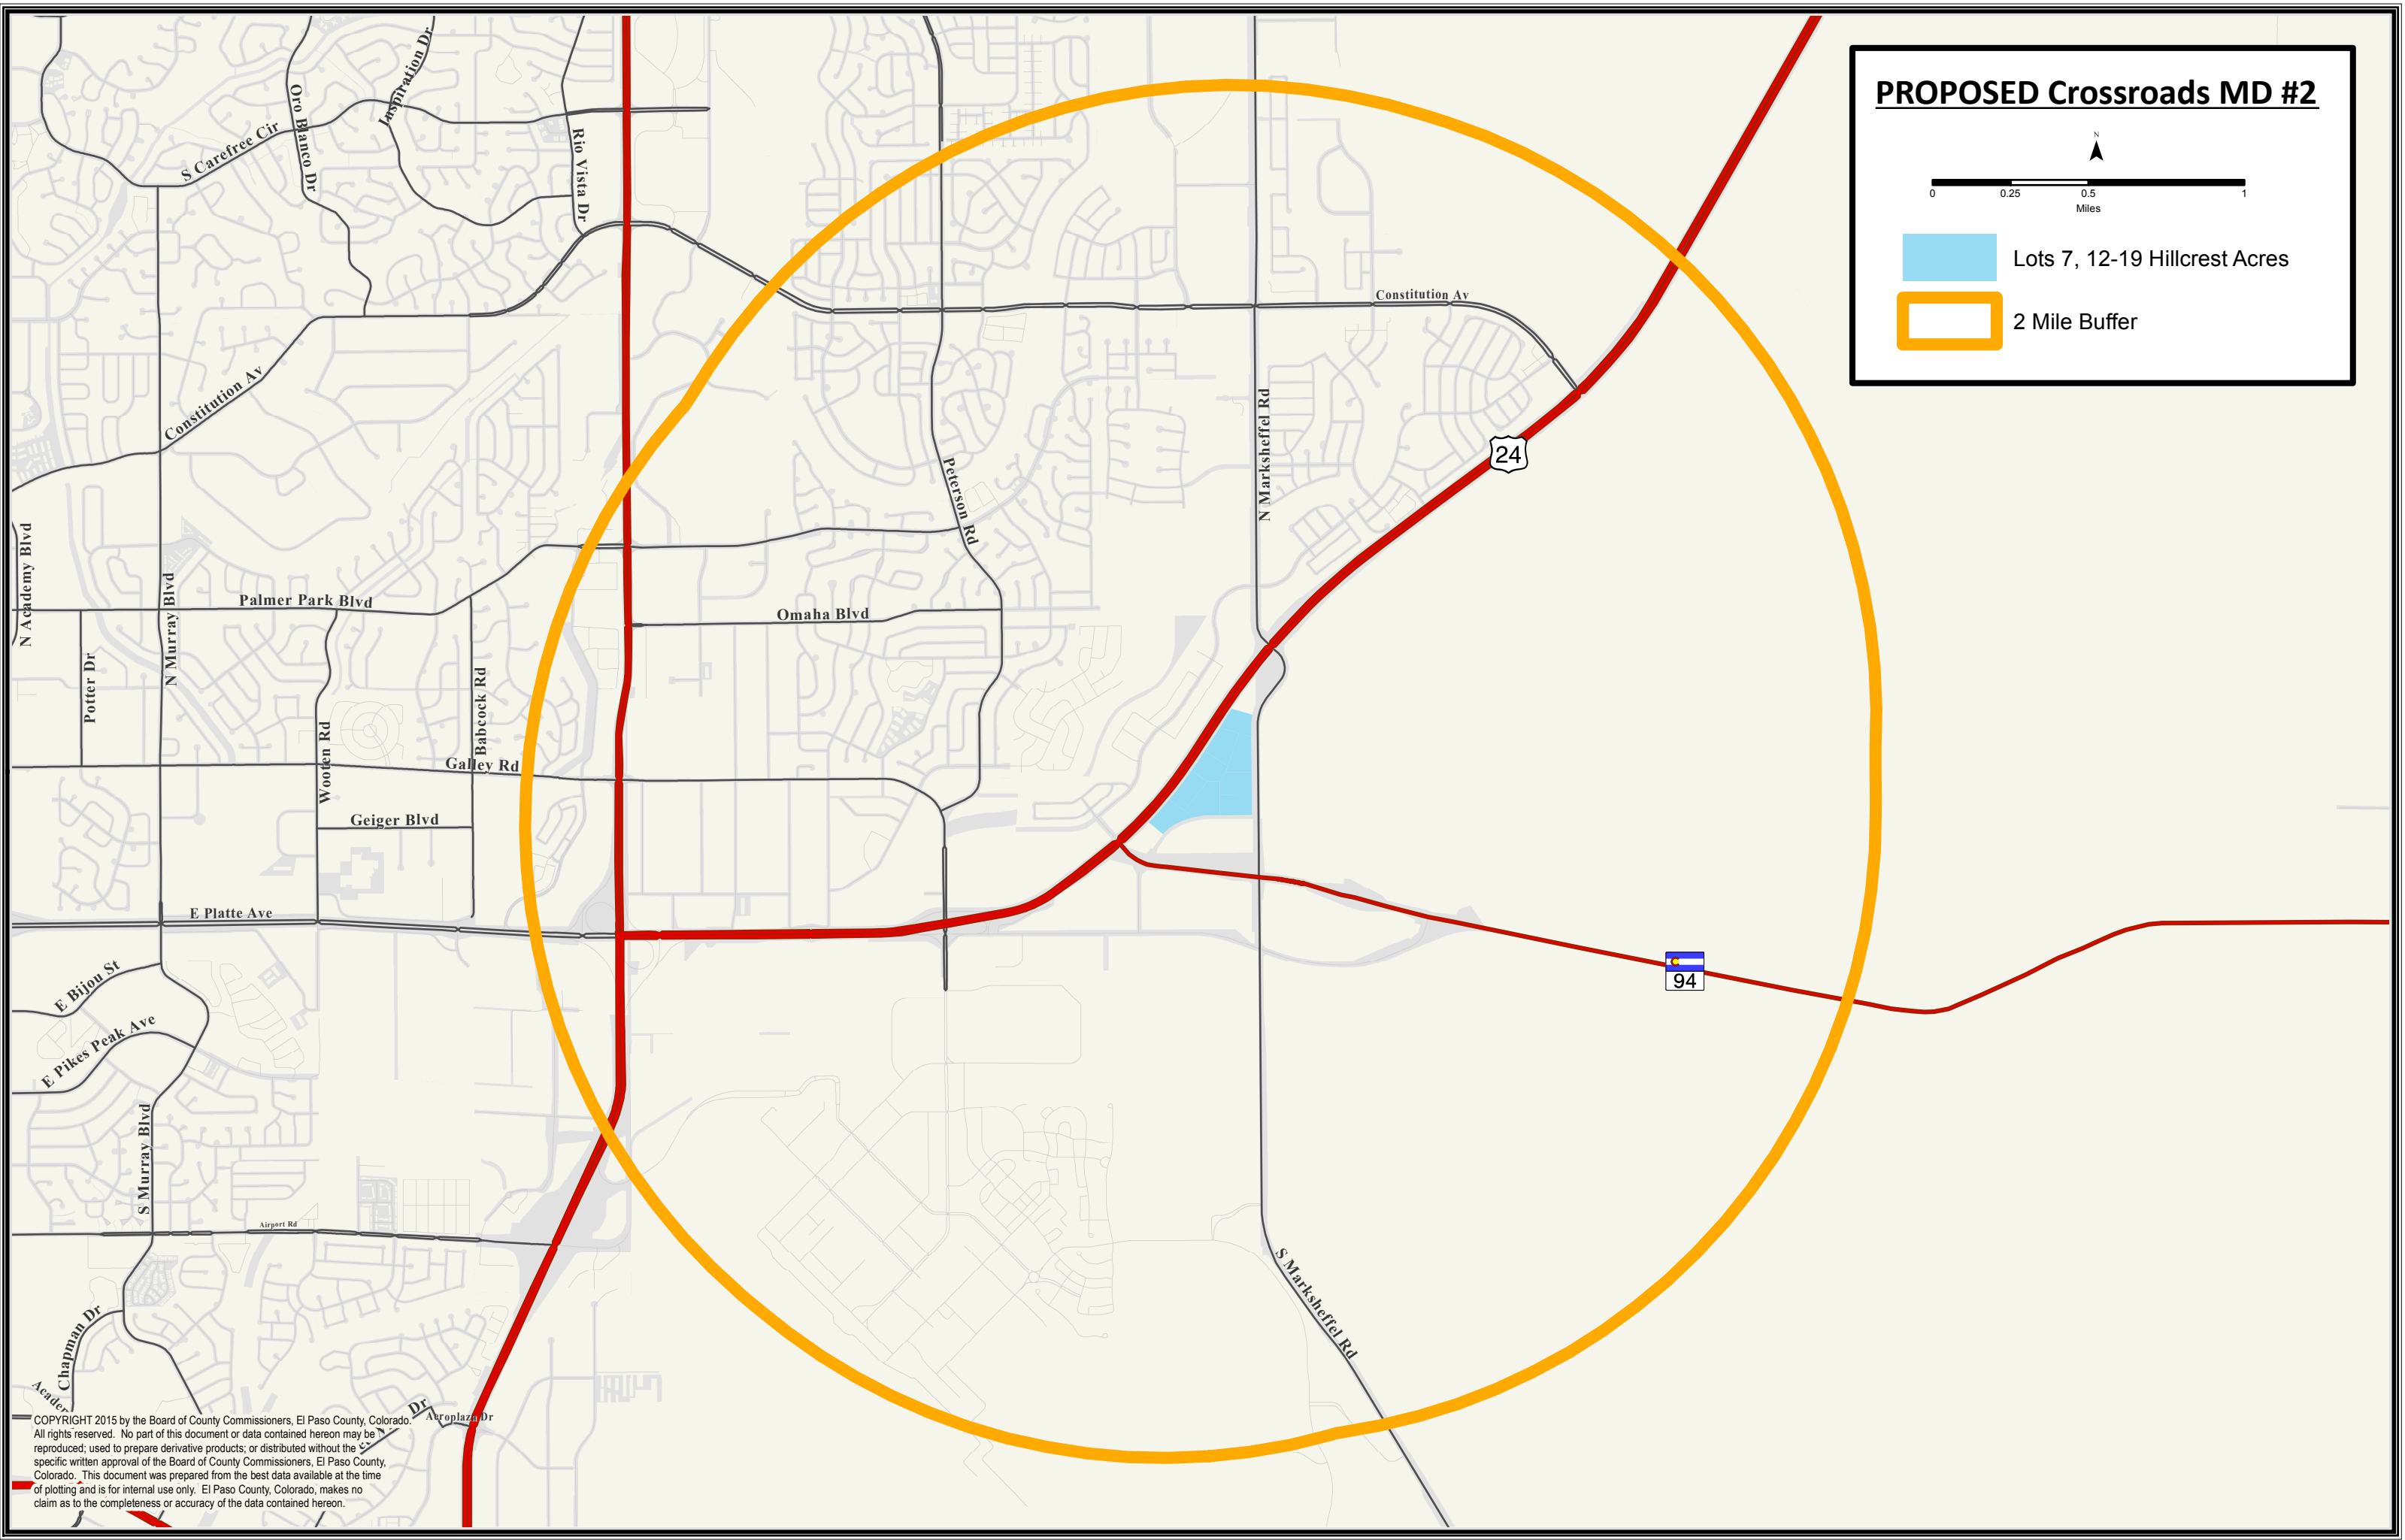 PROPOSED Crossroads MD #2
N
0 0.25 0.5 1
Miles
Lots 7, 12-19 Hillcrest Acres
2 Mile Buffer
Inspiration Dr
Oro Blanco Dr
S Carefree Cir
Rio Vista Dr
Constitution Av
Constitution Av
N Marksheffel Rd
24
Peterson Rd
N Academy Blvd
N Murray Blvd
Palmer Park Blvd
Omaha Blvd
Potter Dr
Babcock Rd
Wooten Rd
Galley Rd
Geiger Blvd
E Platte Ave
E Bijou St
94
E Pikes Peak Ave
S Murray Blvd
Airport Rd
S Marksheffel Rd
Chapman Dr
Dr
Aeroplaza Dr
COPYRIGHT 2015 by the Board of County Commissioners, El Paso County, Colorado.
All rights reserved. No part of this document or data contained hereon may be
reproduced; used to prepare derivative products; or distributed without the
specific written approval of the Board of County Commissioners, El Paso County,
Colorado. This document was prepared from the best data available at the time
of plotting and is for internal use only. El Paso County, Colorado, makes no
claim as to the completeness or accuracy of the data contained hereon.